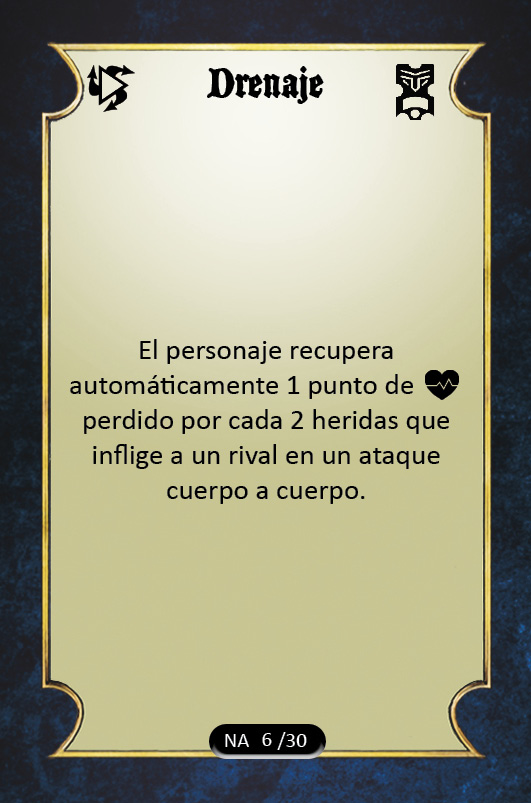 Drenaje
El personaje recupera
automáticamente 1 punto de
perdido por cada 2 heridas que
inflige a un rival en un ataque
cuerpo a cuerpo.
NA 6 /30